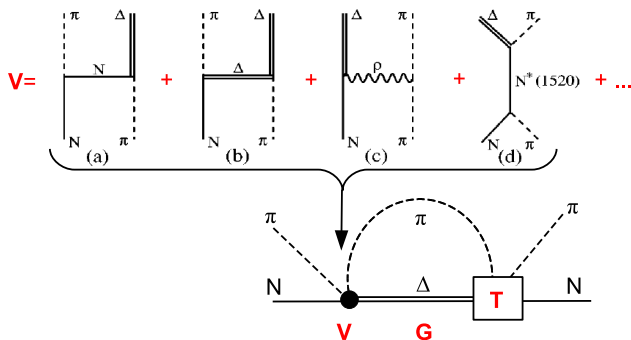 π Δ π Δ Δ π Δ π
V= N + Δ + ρ + N*(1520) + ...
N π N π N π N π
(a) (b) (c) (d)
π π π
N Δ T N
V G